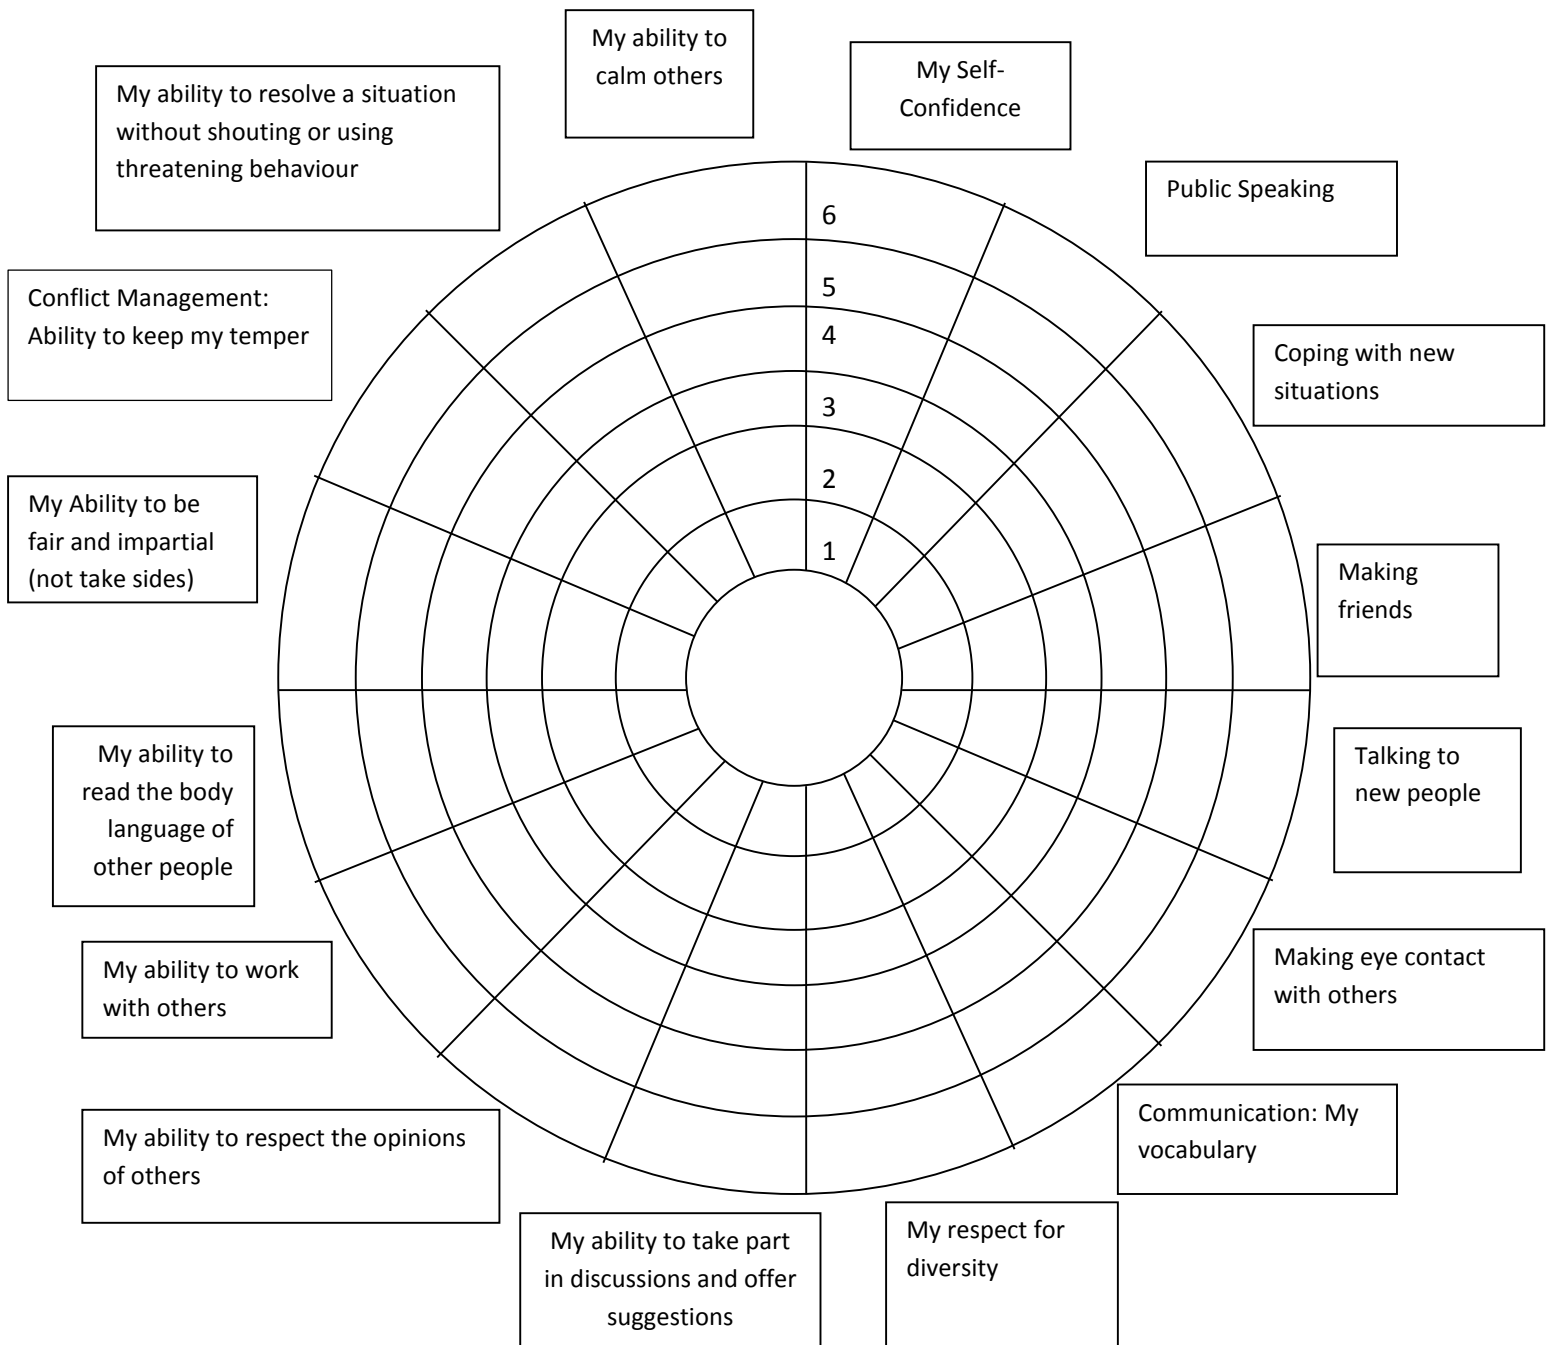 My ability to
calm others
My Self-
Confidence
My ability to resolve a situation
without shouting or using
threatening behaviour
Public Speaking
6
5
4
3
2
1
Conflict Management:
Ability to keep my temper
Coping with new
situations
My Ability to be
fair and impartial
(not take sides)
Making
friends
My ability to
read the body
language of
other people
Talking to
new people
My ability to work
with others
Making eye contact
with others
My ability to respect the opinions
of others
Communication: My
vocabulary
My ability to take part
in discussions and offer
suggestions
My respect for
diversity